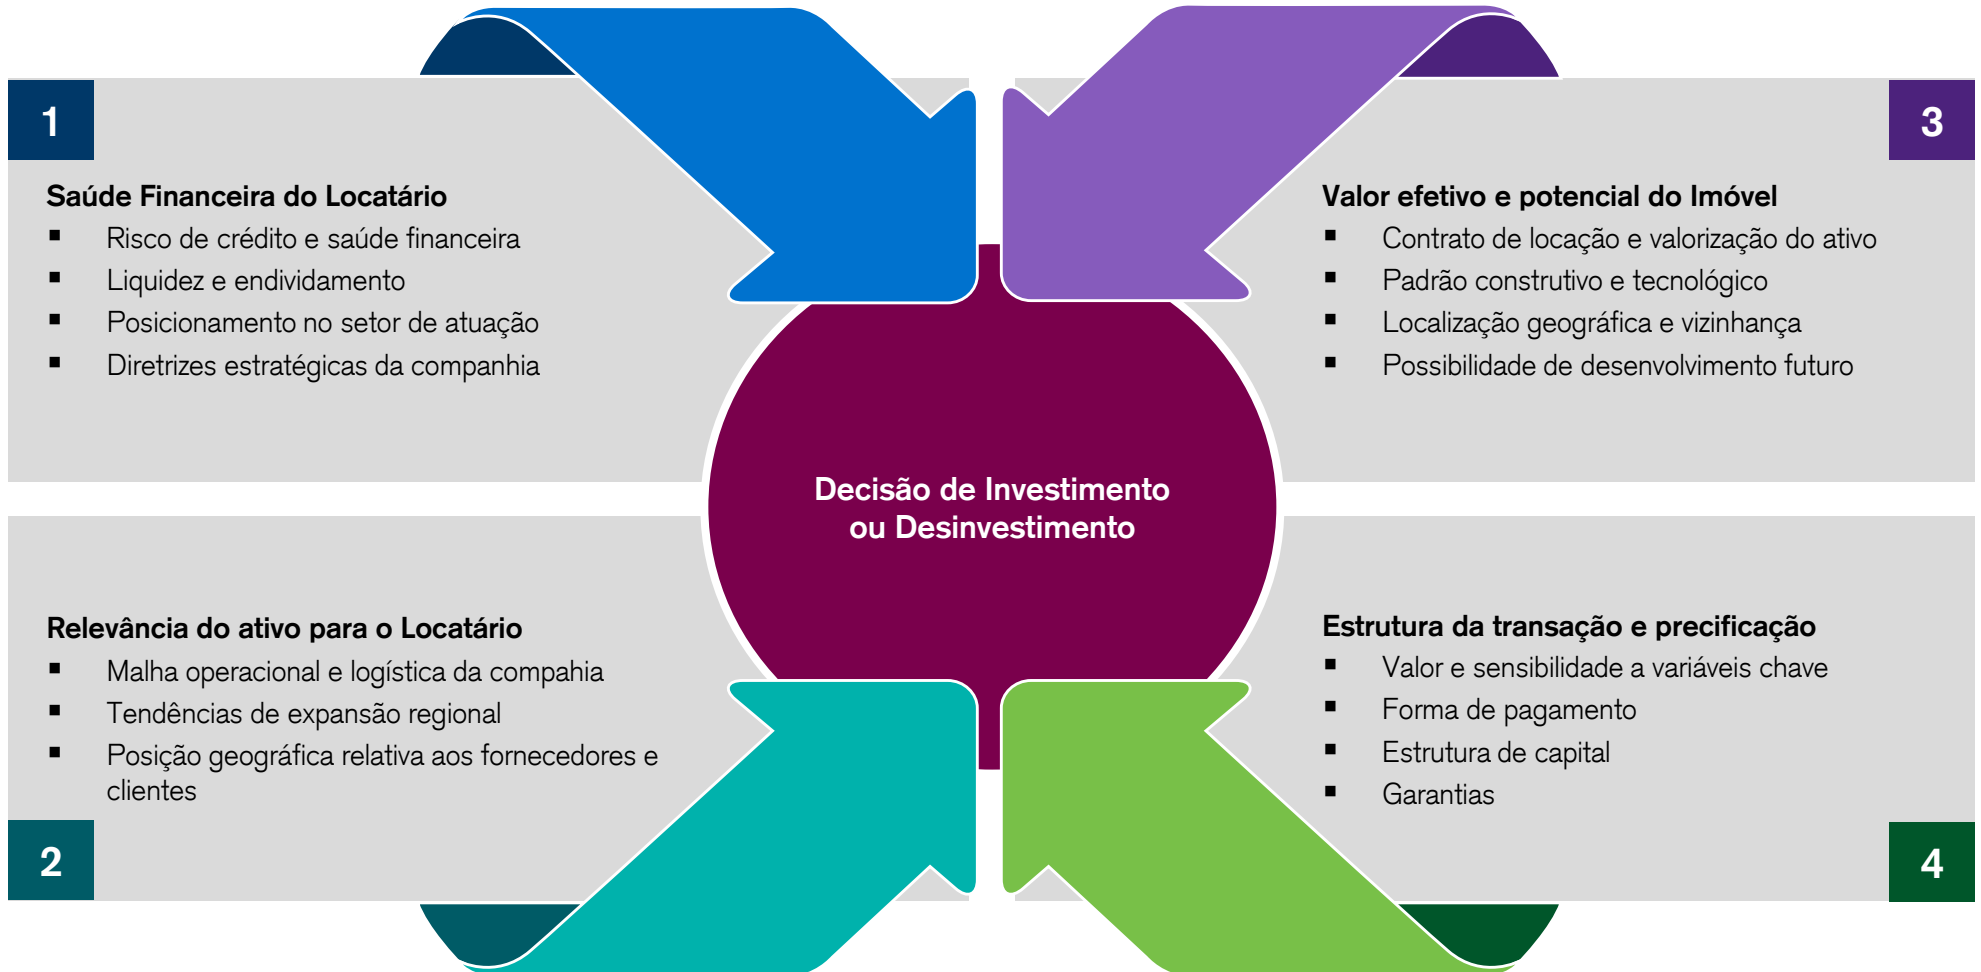 1
Saúde Financeira do Locatário
▪ Risco de crédito e saúde financeira
▪ Liquidez e endividamento
▪ Posicionamento no setor de atuação
▪ Diretrizes estratégicas da companhia
2
Relevância do ativo para o Locatário
▪ Malha operacional e logística da compahia
▪ Tendências de expansão regional
▪ Posição geográfica relativa aos fornecedores e
clientes
3
Valor efetivo e potencial do Imóvel
▪ Contrato de locação e valorização do ativo
▪ Padrão construtivo e tecnológico
▪ Localização geográfica e vizinhança
▪ Possibilidade de desenvolvimento futuro
4
Estrutura da transação e precificação
▪ Valor e sensibilidade a variáveis chave
▪ Forma de pagamento
▪ Estrutura de capital
▪ Garantias
Decisão de Investimento
ou Desinvestimento